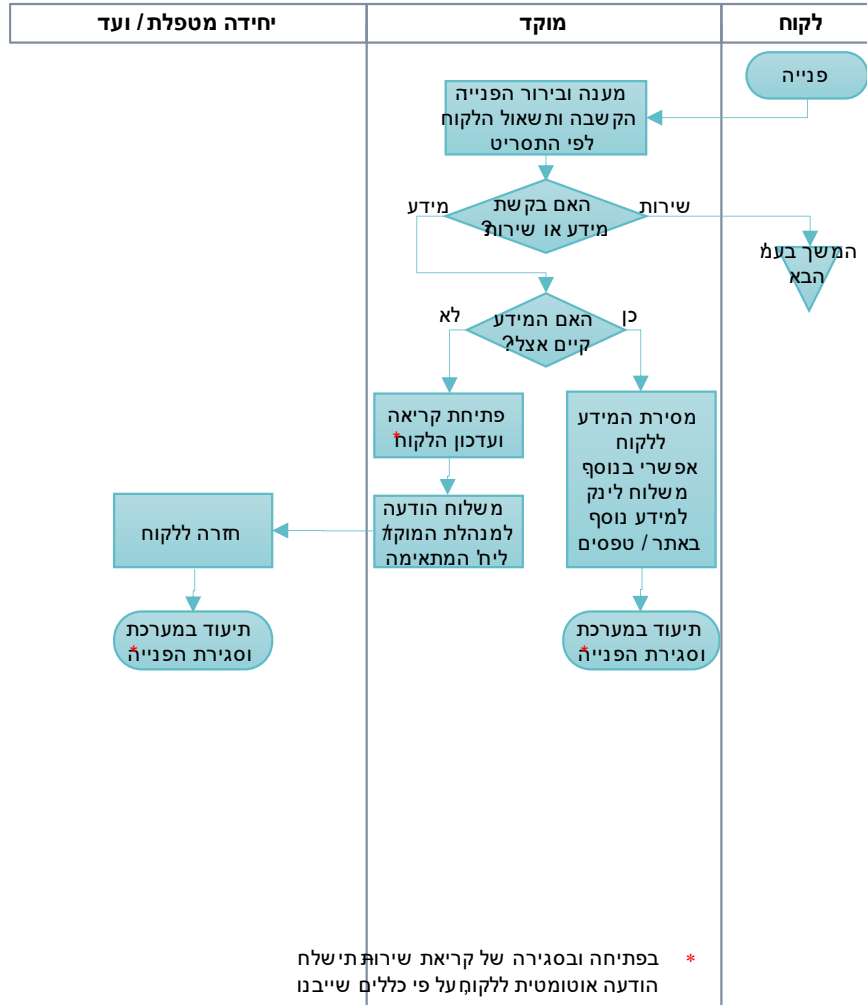 לקוח
מוקד
יחידה מטפלת / ועד
פנייה
מענה ובירור הפנייה
הקשבה ותשאול הלקוח
לפי התסריט
האם בקשת
מידע או שירות?
שירות
מידע
המשך בעמ'
הבא
האם המידע
קיים אצלי?
כן
לא
מסירת המידע
ללקוח
אפשרי בנוסף
משלוח לינק
למידע נוסף
באתר / טפסים
פתיחת קריאה
ועדכון הלקוח*
משלוח הודעה
למנהלת המוקד/
ליח' המתאימה
חזרה ללקוח
תיעוד במערכת
וסגירת הפנייה*
תיעוד במערכת
וסגירת הפנייה*
* בפתיחה ובסגירה של קריאת שירות תישלח
הודעה אוטומטית ללקוח, על פי כללים שייבנו